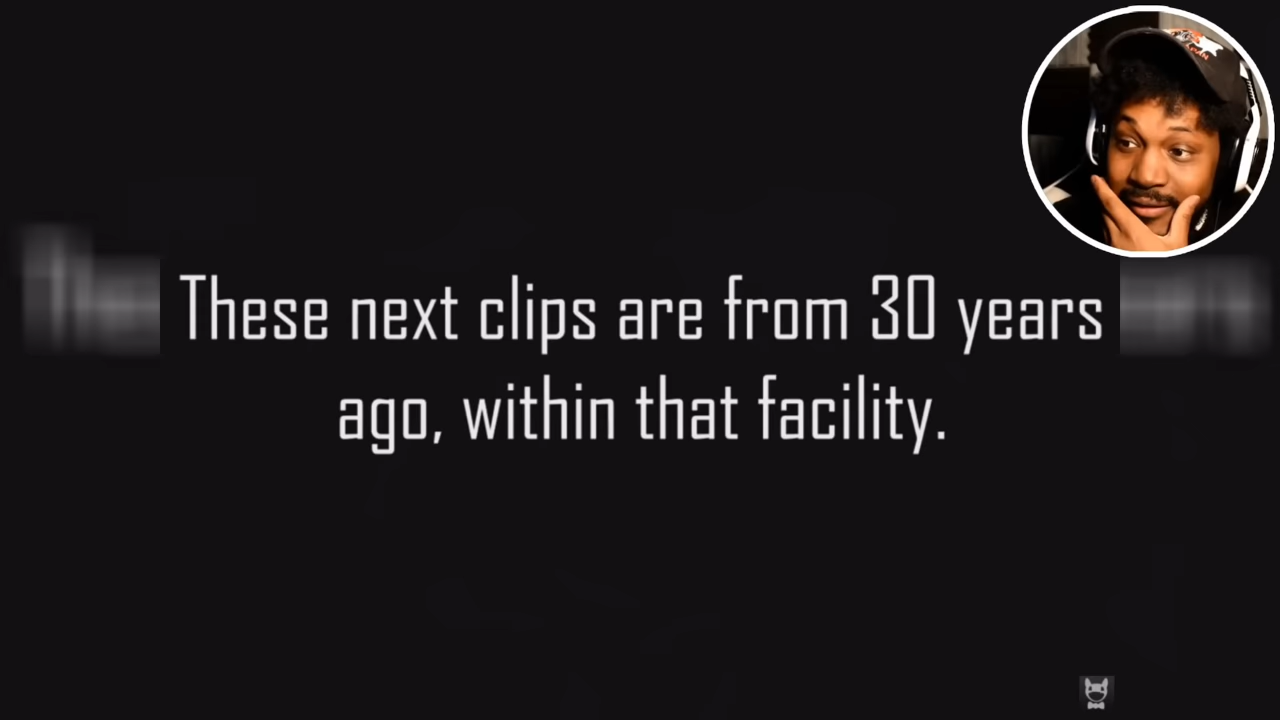 These next clips are from 30 years
ago, within that facility.